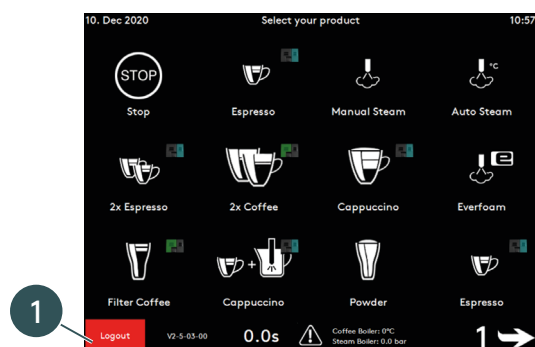 10. Dec 2020 Select your product 10:57
STOP
°C
Stop Espresso Manual Steam Auto Steam
e
2x Espresso 2x Coffee Cappuccino Everfoam
Filter Coffee Cappuccino Powder Espresso
1
Logout V2-5-03-00 0.0s Coffee Boiler: 0°C
Steam Boiler: 0.0 bar
1